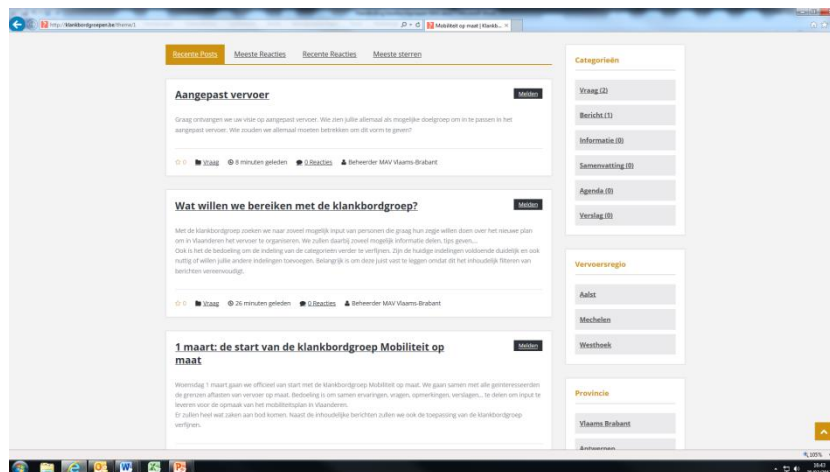 http://klankbordgroepen.be/thema/1
Mobiliteit op maat | Klankb...
Recente Posts Meeste Reacties Recente Reacties Meeste sterren
Aangepast vervoer
Melden
Graag ontvangen we uw visie op aangepast vervoer. Wie zien jullie allemaal als mogelijke doelgroep om in te passen in het
aangepast vervoer. Wie zouden we allemaal moeten betrekken om dit vorm te geven?
0 Vraag 8 minuten geleden 0 Reacties Beheerder MAV Vlaams-Brabant
Wat willen we bereiken met de klankbordgroep?
Melden
Met de klankbordgroep zoeken we naar zoveel mogelijk input van personen die graag hun zegje willen doen over het nieuwe plan
om in Vlaanderen het vervoer te organiseren. We zullen daarbij zoveel mogelijk informatie delen, tips geven,...
Ook is het de bedoeling om de indeling van de categorieën verder te verfijnen. Zijn de huidige indelingen voldoende duidelijk en ook
nuttig of willen jullie andere indelingen toevoegen. Belangrijk is om deze juist vast te leggen omdat dit het inhoudelijk filteren van
berichten vereenvoudigt.
0 Vraag 26 minuten geleden 0 Reacties Beheerder MAV Vlaams-Brabant
1 maart: de start van de klankbordgroep Mobiliteit op
maat
Melden
Woensdag 1 maart gaan we officieel van start met de klankbordgroep Mobiliteit op maat. We gaan samen met alle geïnteresseerden
de grenzen aftasten van vervoer op maat. Bedoeling is om samen ervaringen, vragen, opmerkingen, verslagen,... te delen om input te
leveren voor de opmaak van het mobiliteitsplan in Vlaanderen.
Er zullen heel wat zaken aan bod komen. Naast de inhoudelijke berichten zullen we ook de toepassing van de klankbordgroep
verfijnen.
Categorieën
Vraag (2)
Bericht (1)
Informatie (0)
Samenvatting (0)
Agenda (0)
Verslag (0)
Vervoersregio
Aalst
Mechelen
Westhoek
Provincie
Vlaams Brabant
Antwerpen
105%
16:43